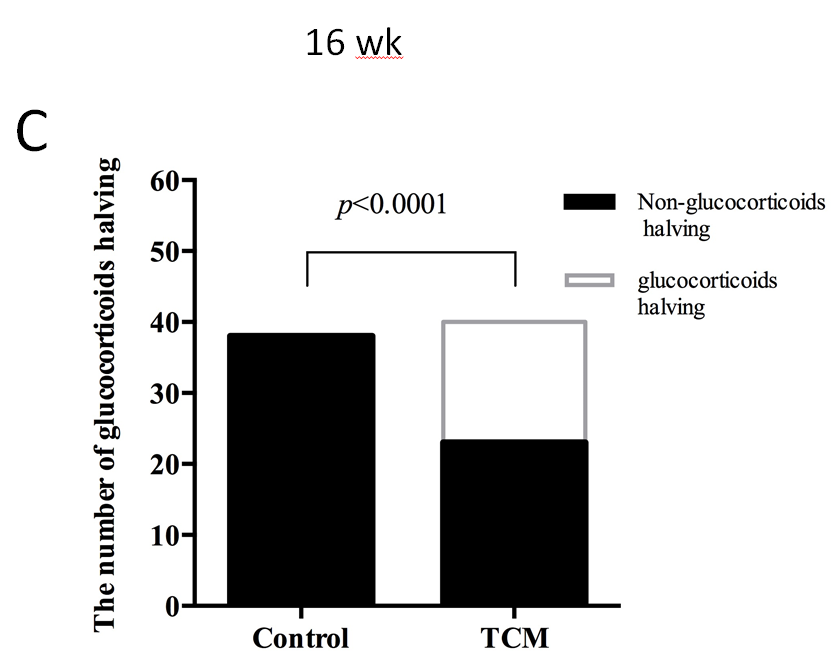 16 wk
C
The number of glucocorticoids halving
60
50
40
30
20
10
0
p<0.0001
Non-glucocorticoids
halving
glucocorticoids
halving
Control
TCM